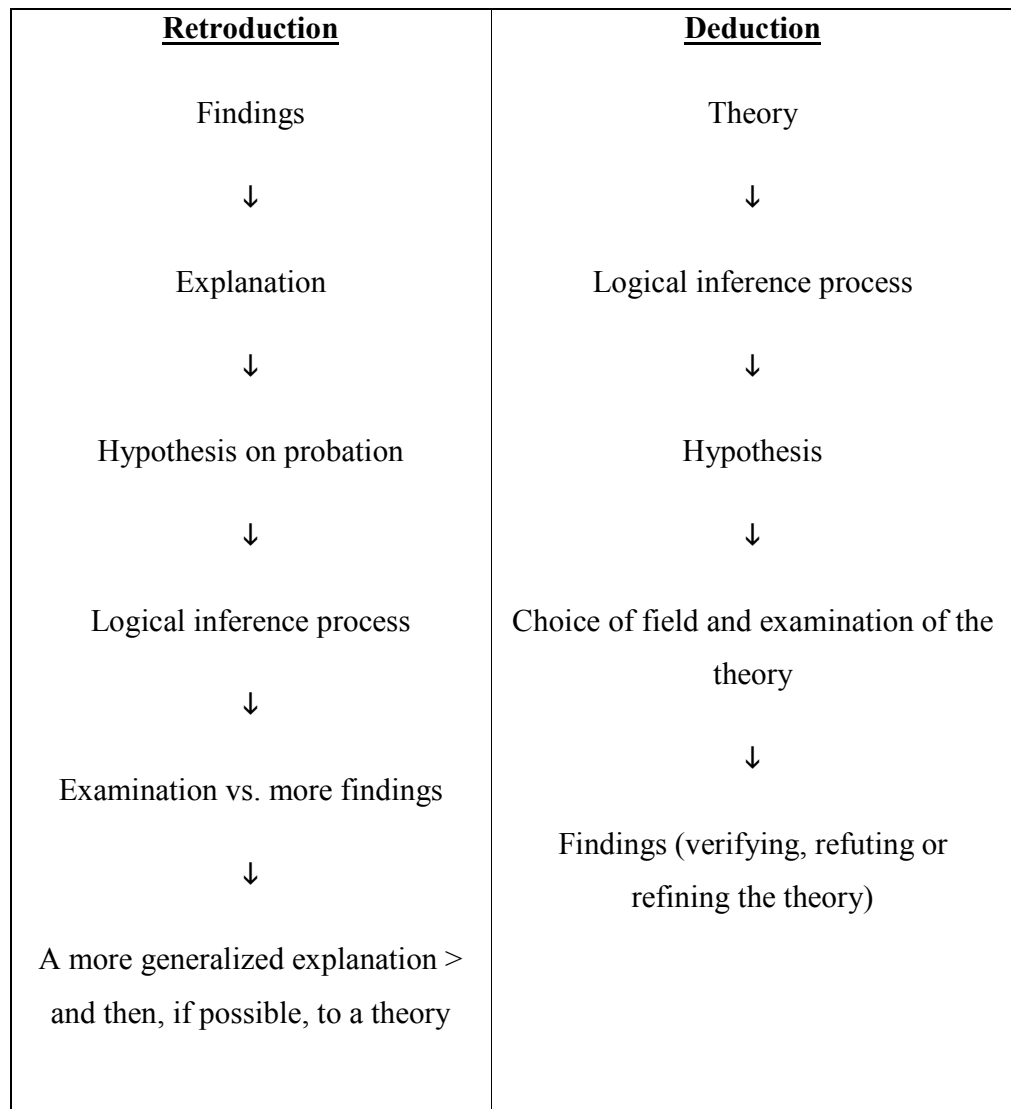 Retroduction
Findings
↓
Explanation
↓
Hypothesis on probation
↓
Logical inference process
↓
Examination vs. more findings
↓
A more generalized explanation >
and then, if possible, to a theory
Deduction
Theory
↓
Logical inference process
↓
Hypothesis
↓
Choice of field and examination of the
theory
↓
Findings (verifying, refuting or
refining the theory)